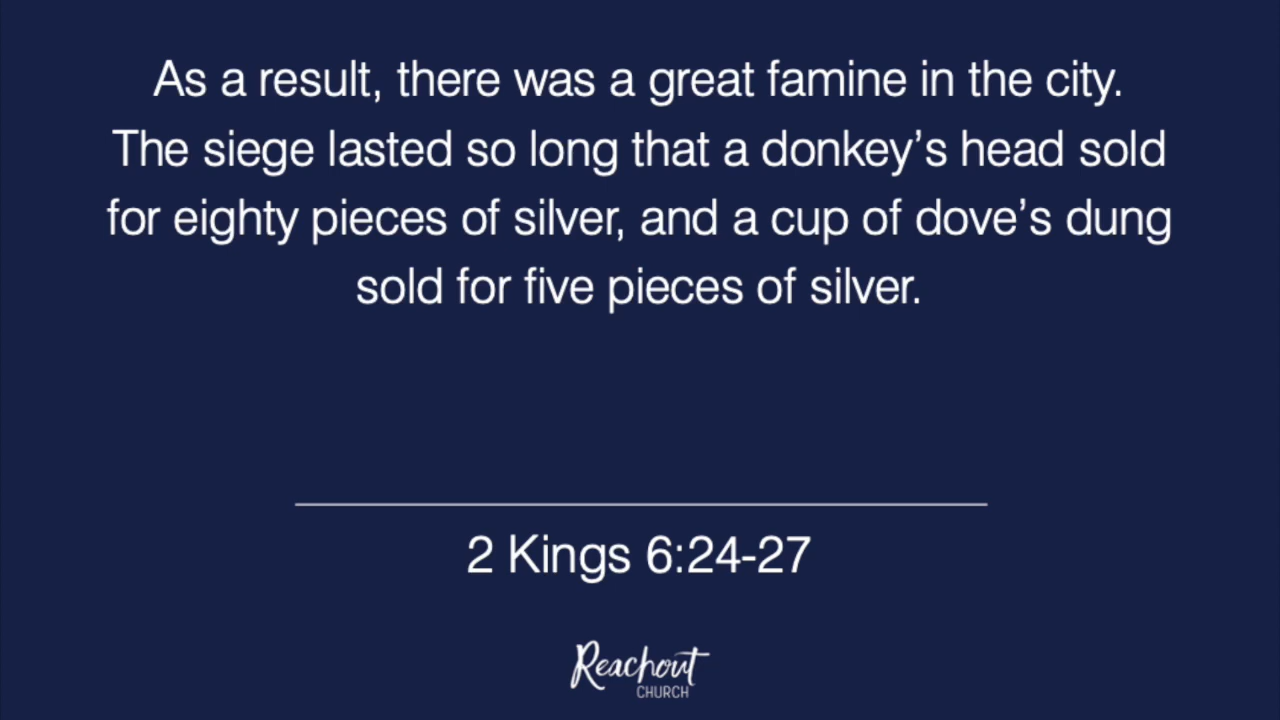 As a result, there was a great famine in the city.
The siege lasted so long that a donkey’s head sold
for eighty pieces of silver, and a cup of dove’s dung
sold for five pieces of silver.
2 Kings 6:24-27
Reachout
CHURCH